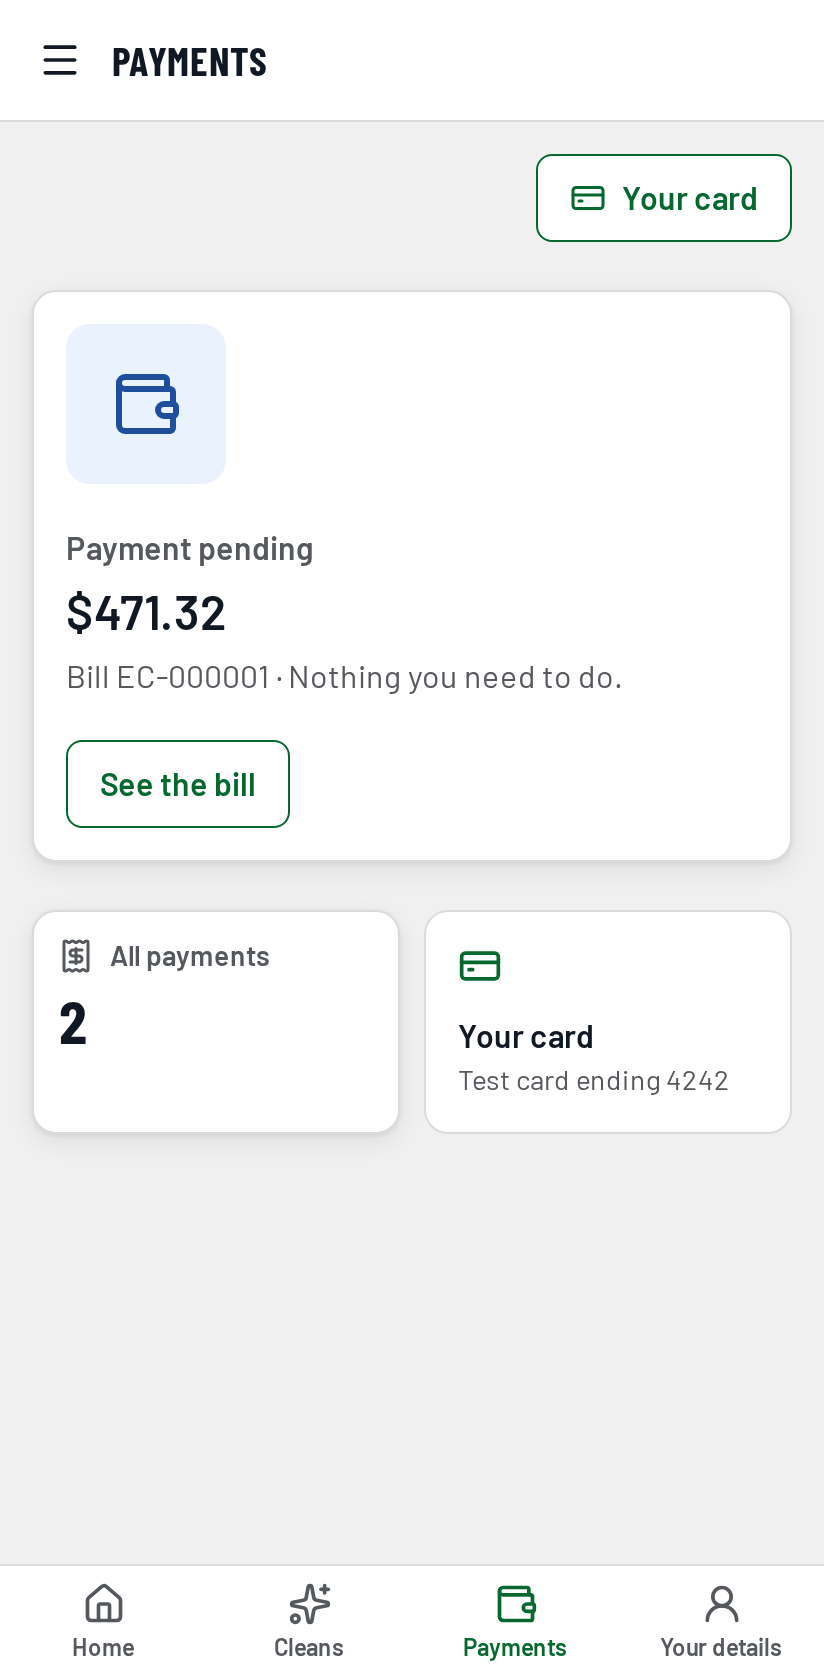 PAYMENTS
Your card
Payment pending
$471.32
Bill EC-000001 · Nothing you need to do.
See the bill
All payments
2
Your card
Test card ending 4242
Home
Cleans
Payments
Your details